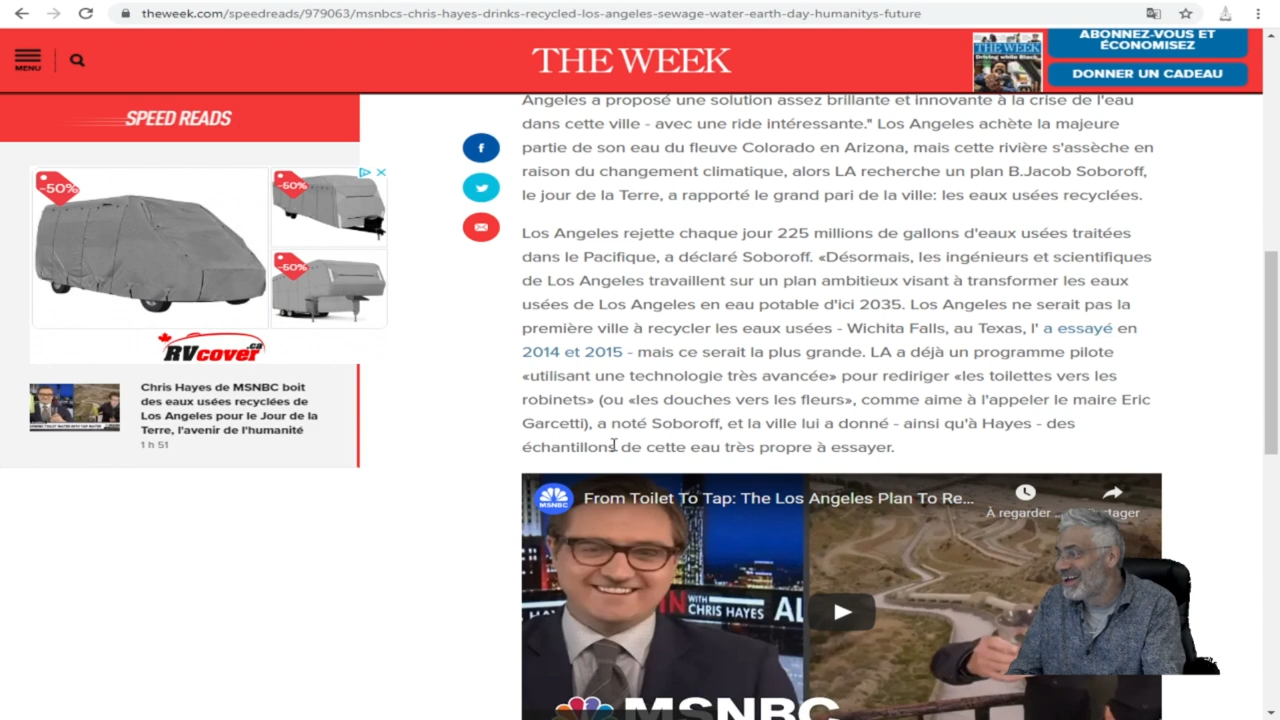 theweek.com/speedreads/979063/msnbcs-chris-hayes-drinks-recycled-los-angeles-sewage-water-earth-day-humanitys-future
MENU
THE WEEK
THE WEEK
ABONNEZ-VOUS ET
ÉCONOMISEZ
DONNER UN CADEAU
SPEED READS
-50%
-50%
-50%
RVcover.ca
Chris Hayes de MSNBC boit
des eaux usées recyclées de
Los Angeles pour le Jour de la
Terre, l'avenir de l'humanité
1 h 51
Angeles a proposé une solution assez brillante et innovante à la crise de l'eau
dans cette ville - avec une ride intéressante." Los Angeles achète la majeure
partie de son eau du fleuve Colorado en Arizona, mais cette rivière s'assèche en
raison du changement climatique, alors LA recherche un plan B.Jacob Soboroff,
le jour de la Terre, a rapporté le grand pari de la ville: les eaux usées recyclées.
Los Angeles rejette chaque jour 225 millions de gallons d'eaux usées traitées
dans le Pacifique, a déclaré Soboroff. «Désormais, les ingénieurs et scientifiques
de Los Angeles travaillent sur un plan ambitieux visant à transformer les eaux
usées de Los Angeles en eau potable d'ici 2035. Los Angeles ne serait pas la
première ville à recycler les eaux usées - Wichita Falls, au Texas, l' a essayé en
2014 et 2015 - mais ce serait la plus grande. LA a déjà un programme pilote
«utilisant une technologie très avancée» pour rediriger «les toilettes vers les
robinets» (ou «les douches vers les fleurs», comme aime à l'appeler le maire Eric
Garcetti), a noté Soboroff, et la ville lui a donné - ainsi qu'à Hayes - des
échantillons de cette eau très propre à essayer.
MSNBC
From Toilet To Tap: The Los Angeles Plan To Re...
À regarder ...
tager
IN WITH
CHRIS HAYES
AL
MSNBC